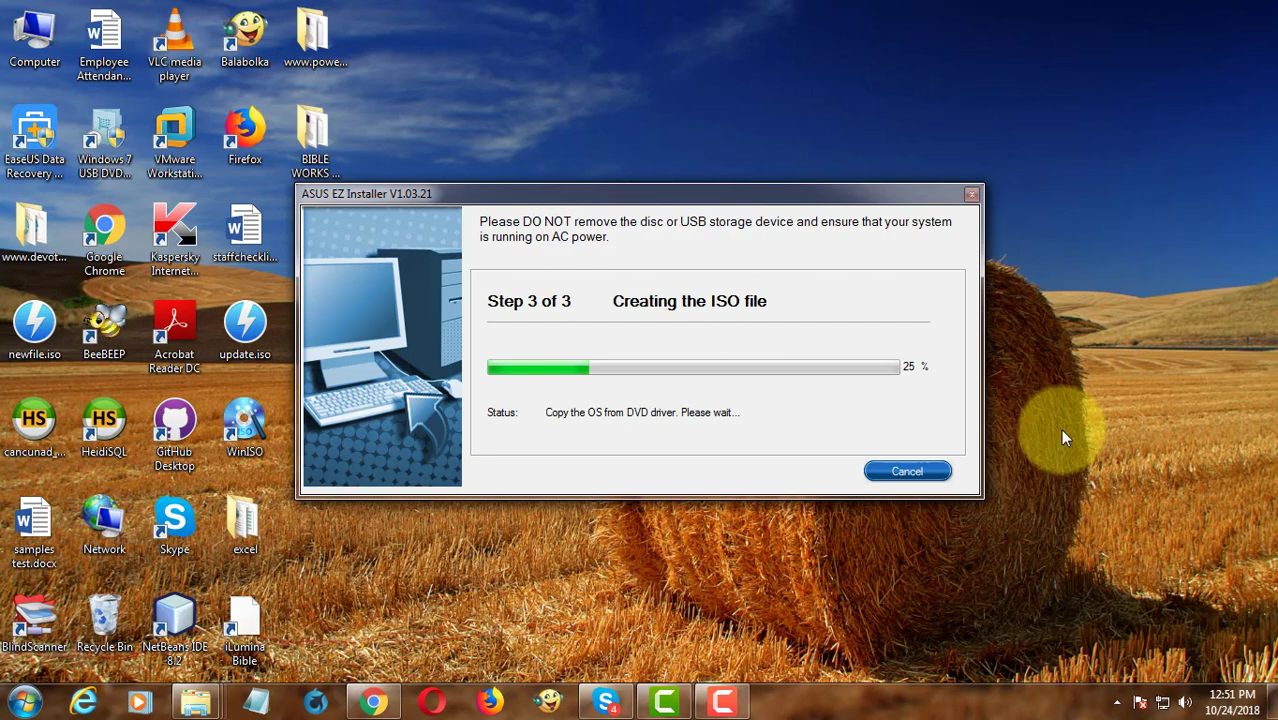 Computer
Employee
Attendan...
VLC media
player
Balabolka
www.powe...
EaseUS Data
Recovery ...
Windows 7
USB DVD...
VMware
Workstati...
Firefox
BIBLE
WORKS ...
www.devot...
Google
Chrome
Kaspersky
Internet...
staffcheckli...
newfile.iso
BeeBEEP
Acrobat
Reader DC
update.iso
HS
cancunad_...
HS
HeidiSQL
GitHub
Desktop
ISO
WinISO
samples
test.docx
Network
Skype
excel
BlindScanner
Recycle Bin
NetBeans IDE
8.2
iLumina
Bible
ASUS EZ Installer V1.03.21
Please DO NOT remove the disc or USB storage device and ensure that your system
is running on AC power.
Step 3 of 3 Creating the ISO file
25 %
Status: Copy the OS from DVD driver. Please wait...
Cancel
4
12:51 PM
10/24/2018